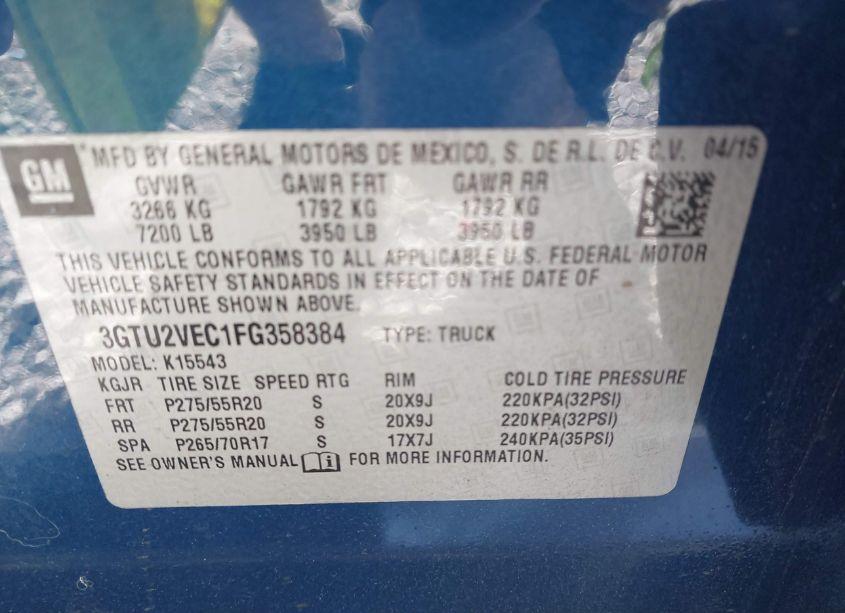 GM
MFD BY GENERAL MOTORS DE MEXICO, S. DE R.L. DE C.V. 04/15
GVWR GAWR FRT GAWR RR
3266 KG 1792 KG 1792 KG
7200 LB 3950 LB 3950 LB
THIS VEHICLE CONFORMS TO ALL APPLICABLE U.S. FEDERAL MOTOR
VEHICLE SAFETY STANDARDS IN EFFECT ON THE DATE OF
MANUFACTURE SHOWN ABOVE.
3GTU2VEC1FG358384 TYPE: TRUCK
MODEL: K15543
KGJR TIRE SIZE SPEED RTG RIM COLD TIRE PRESSURE
FRT P275/55R20 S 20X9J 220KPA(32PSI)
RR P275/55R20 S 20X9J 220KPA(32PSI)
SPA P265/70R17 S 17X7J 240KPA(35PSI)
SEE OWNER'S MANUAL FOR MORE INFORMATION.